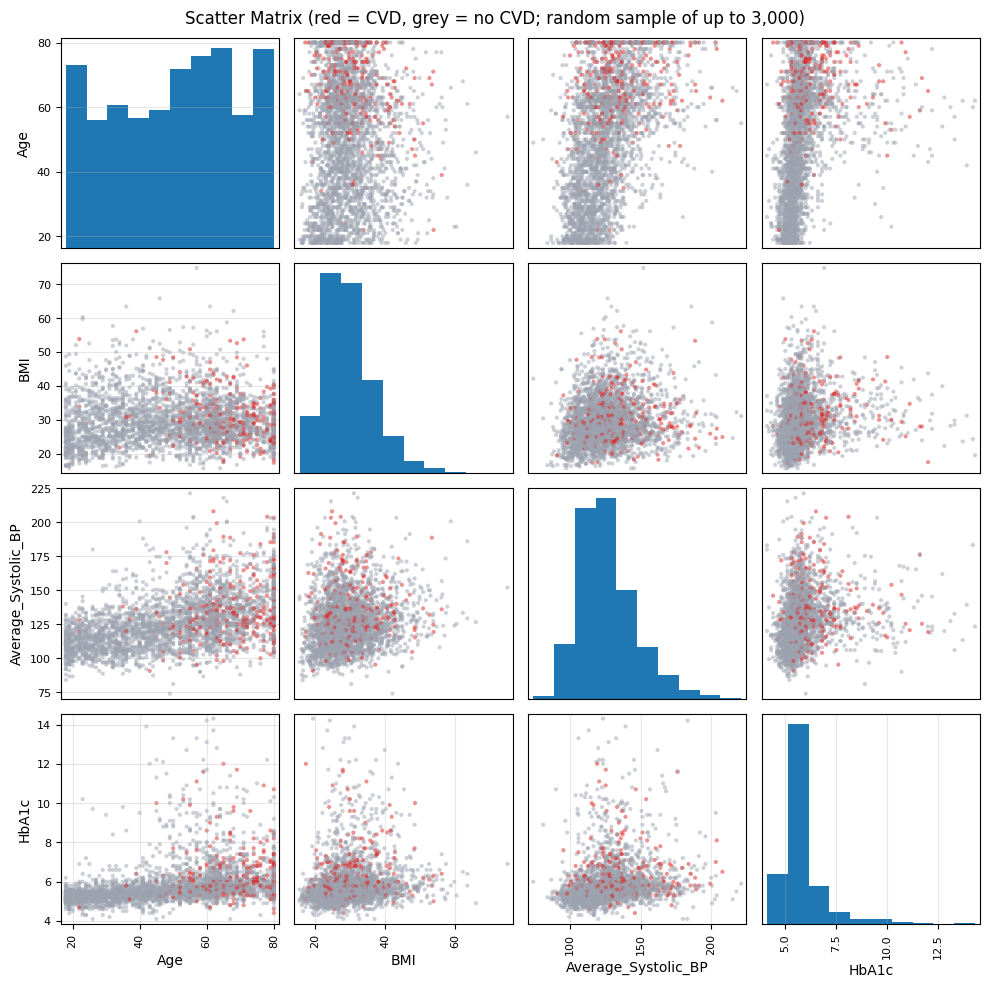 Scatter Matrix (red = CVD, grey = no CVD; random sample of up to 3,000)
80
60
40
20
Age
70
60
50
40
30
20
BMI
225
200
175
150
125
100
75
Average_Systolic_BP
14
12
10
8
6
4
HbA1c
20 40 60 80
20 40 60
100 150 200
5.0 7.5 10.0 12.5
Age
BMI
Average_Systolic_BP
HbA1c